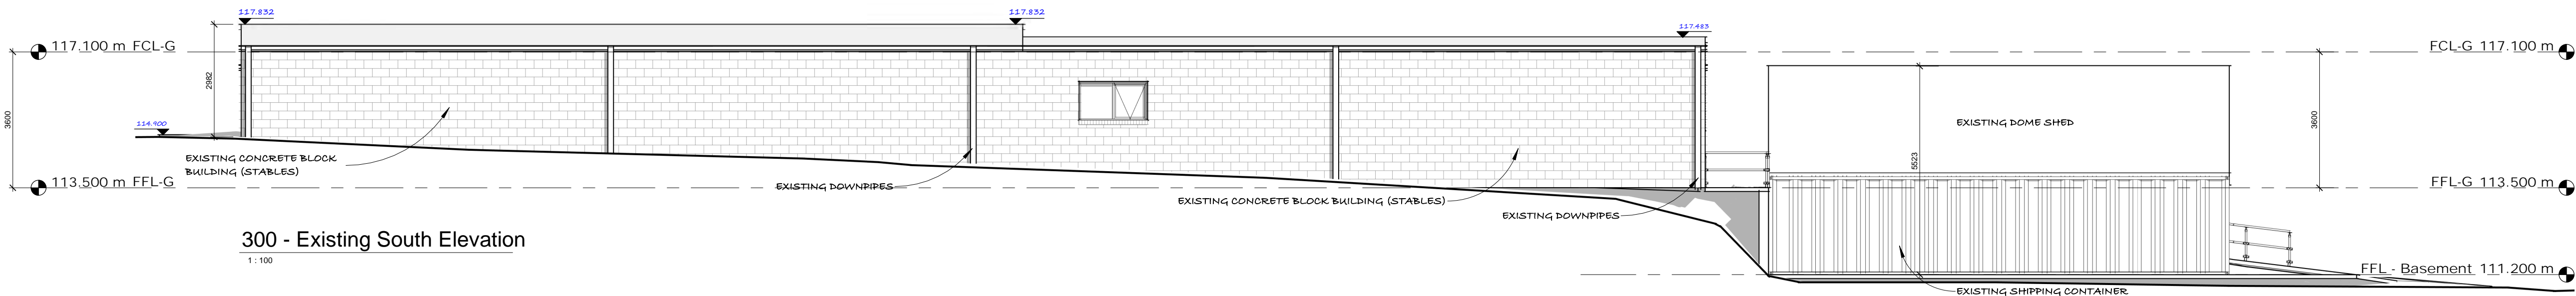 117.832
117.832
117.483
117.100 m FCL-G
FCL-G 117.100 m
2982
3600
114.900
EXISTING DOME SHED
3600
EXISTING CONCRETE BLOCK
BUILDING (STABLES)
5523
113.500 m FFL-G
EXISTING DOWNPIPES
FFL-G 113.500 m
EXISTING CONCRETE BLOCK BUILDING (STABLES)
EXISTING DOWNPIPES
300 - Existing South Elevation
1 : 100
FFL - Basement 111.200 m
EXISTING SHIPPING CONTAINER